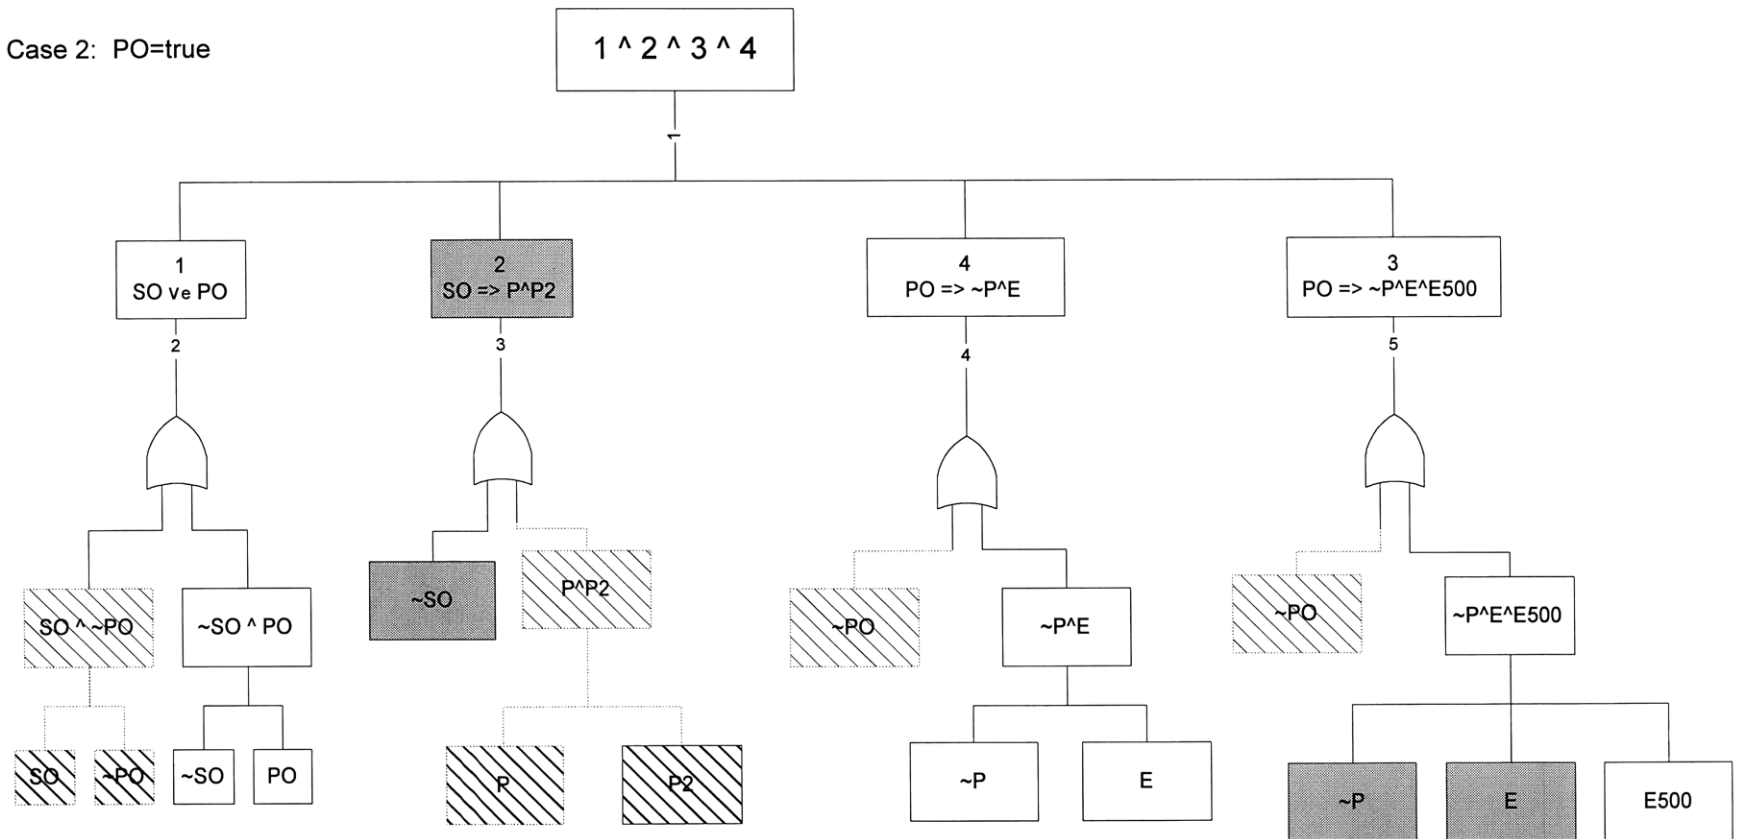 Case 2: PO=true
1 ^ 2 ^ 3 ^ 4
1
1
SO ve PO
2
SO => P^P2
4
PO => ~P^E
3
PO => ~P^E^E500
2
3
4
5
SO ^ ~PO
~SO ^ PO
~SO
P^P2
~PO
~P^E
~PO
~P^E^E500
SO
~PO
~SO
PO
P
P2
~P
E
~P
E
E500